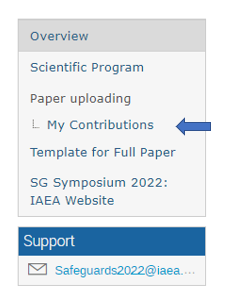 Overview
Scientific Program
Paper uploading
My Contributions
Template for Full Paper
SG Symposium 2022:
IAEA Website
Support
Safeguards2022@iaea....